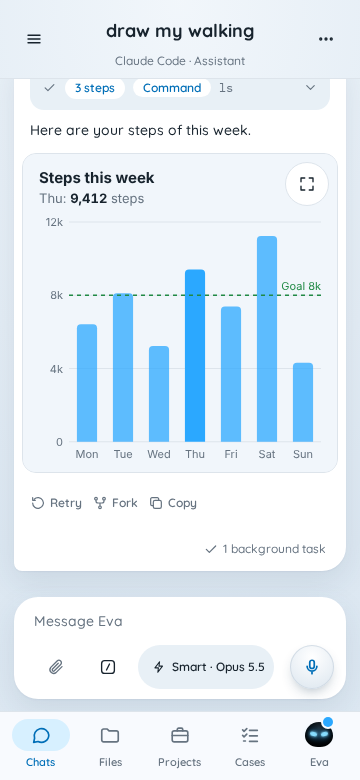 draw my walking
Claude Code · Assistant
3 steps Command 1s
Here are your steps of this week.
Steps this week
Thu: 9,412 steps
12k
Goal 8k
8k
4k
0
Mon Tue Wed Thu Fri Sat Sun
Retry Fork Copy
1 background task
Message Eva
Smart · Opus 5.5
Chats Files Projects Cases Eva